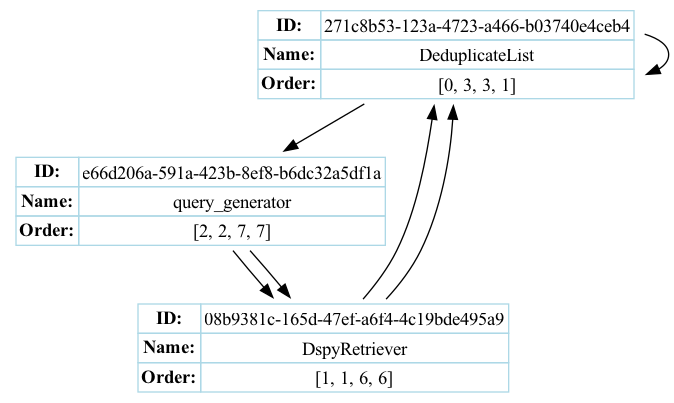 ID: 271c8b53-123a-4723-a466-b03740e4ceb4
Name: DeduplicateList
Order: [0, 3, 3, 1]
ID: e66d206a-591a-423b-8ef8-b6dc32a5df1a
Name: query_generator
Order: [2, 2, 7, 7]
ID: 08b9381c-165d-47ef-a6f4-4c19bde495a9
Name: DspyRetriever
Order: [1, 1, 6, 6]